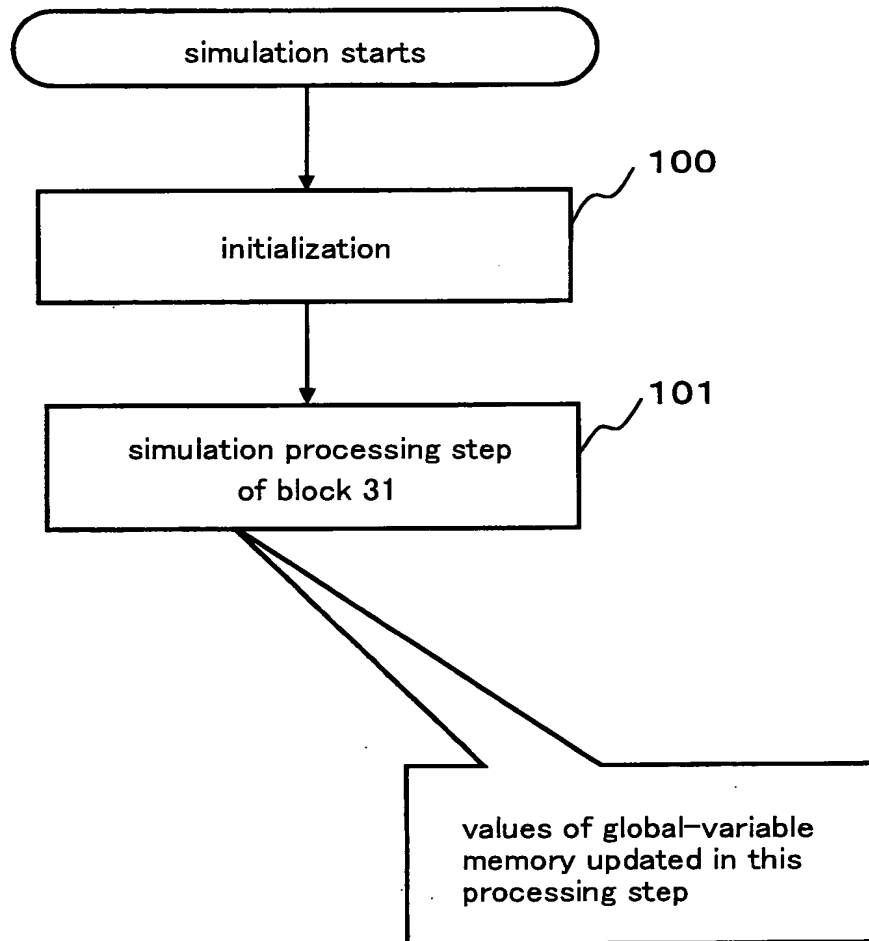 simulation starts
100
initialization
101
simulation processing step
of block 31
values of global-variable
memory updated in this
processing step